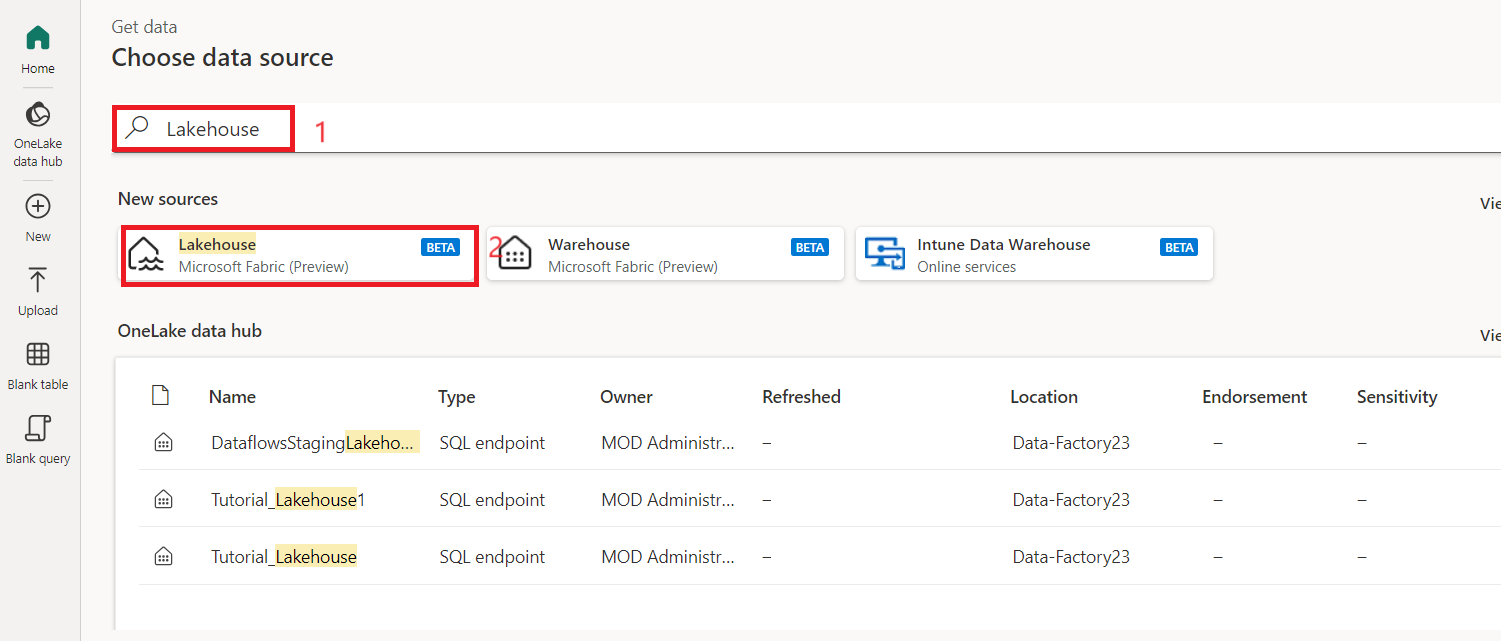 Get data
Choose data source
Home
OneLake
data hub
New
Upload
Blank table
Blank query
Lakehouse 1
New sources Vie
Lakehouse BETA
Microsoft Fabric (Preview)
2
Warehouse BETA
Microsoft Fabric (Preview)
Intune Data Warehouse BETA
Online services
OneLake data hub Vie
Name Type Owner Refreshed Location Endorsement Sensitivity
DataflowsStagingLakeho... SQL endpoint MOD Administr... – Data-Factory23 – –
Tutorial_Lakehouse1 SQL endpoint MOD Administr... – Data-Factory23 – –
Tutorial_Lakehouse SQL endpoint MOD Administr... – Data-Factory23 – –